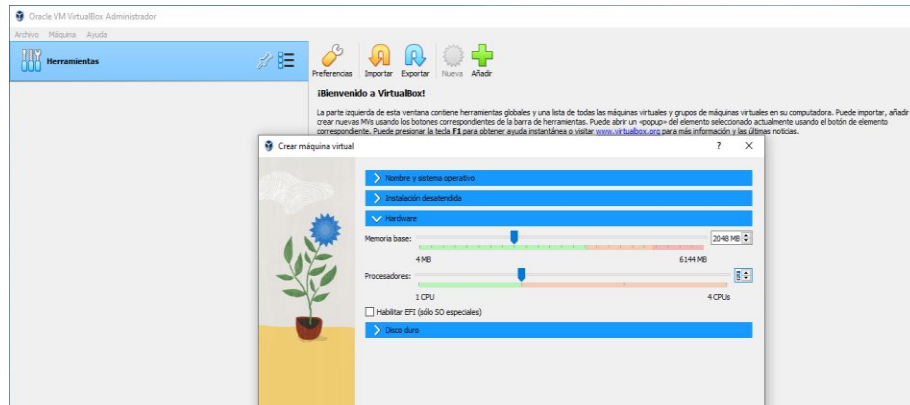 Oracle VM VirtualBox Administrador
Archivo Máquina Ayuda
Herramientas
Preferencias Importar Exportar Nueva Añadir
¡Bienvenido a VirtualBox!
La parte izquierda de esta ventana contiene herramientas globales y una lista de todas las máquinas virtuales y grupos de máquinas virtuales en su computadora. Puede importar, añadir
crear nuevas MVs usando los botones correspondientes de la barra de herramientas. Puede abrir un «popup» del elemento seleccionado actualmente usando el botón de elemento
correspondiente. Puede presionar la tecla F1 para obtener ayuda instantánea o visitar www.virtualbox.org para más información y las últimas noticias.
Crear máquina virtual ? X
Nombre y sistema operativo
Instalación desatendida
Hardware
Memoria base: 2048 MB
4 MB 6144 MB
Procesadores:
1 CPU 4 CPUs
Habilitar EFI (sólo SO especiales)
Disco duro